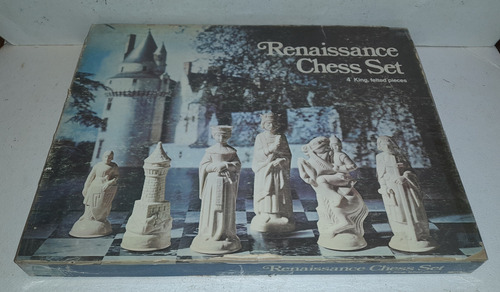 Renaissance
Chess Set
4" King, felted pieces
Renaissance Chess Set